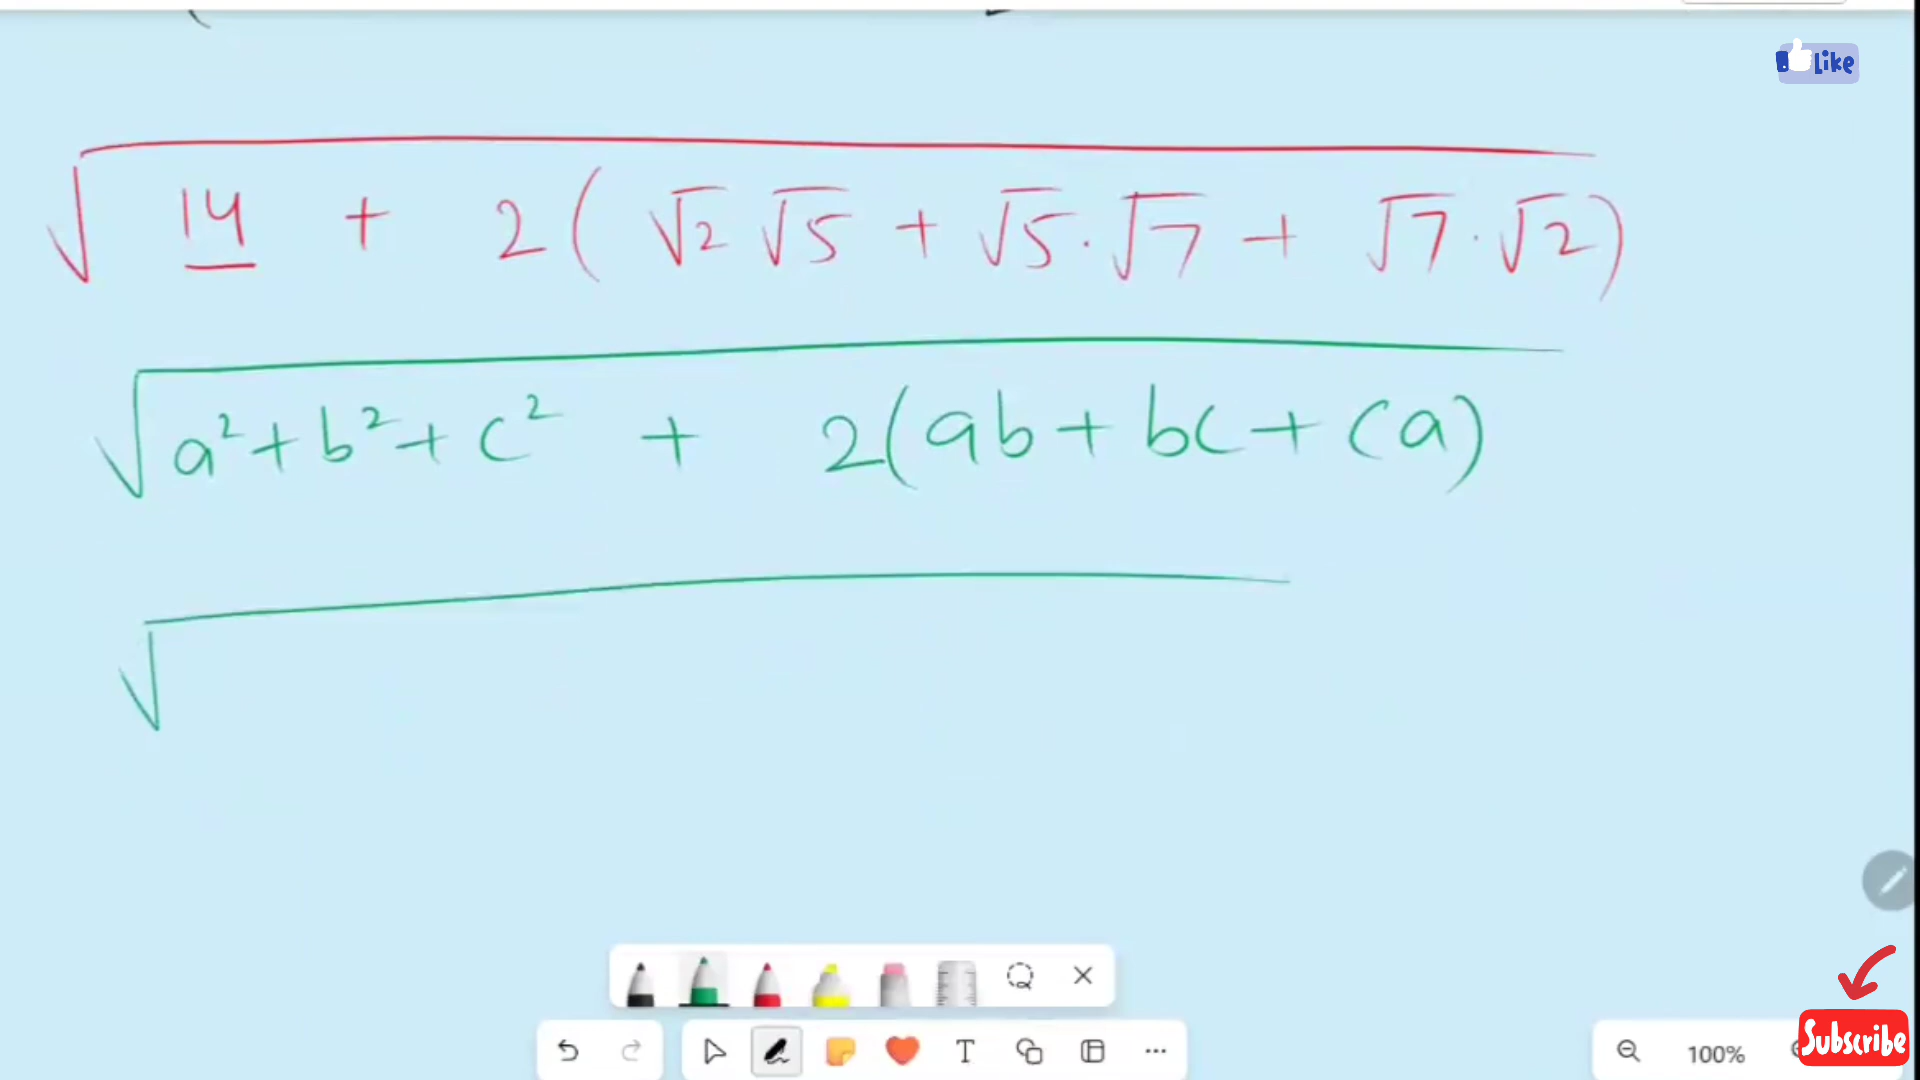 Like
√14 + 2(√2 √5 + √5.√7 + √7.√2)
√a²+b²+c² + 2(ab+bc+ca)
√
T
100%
Subscribe